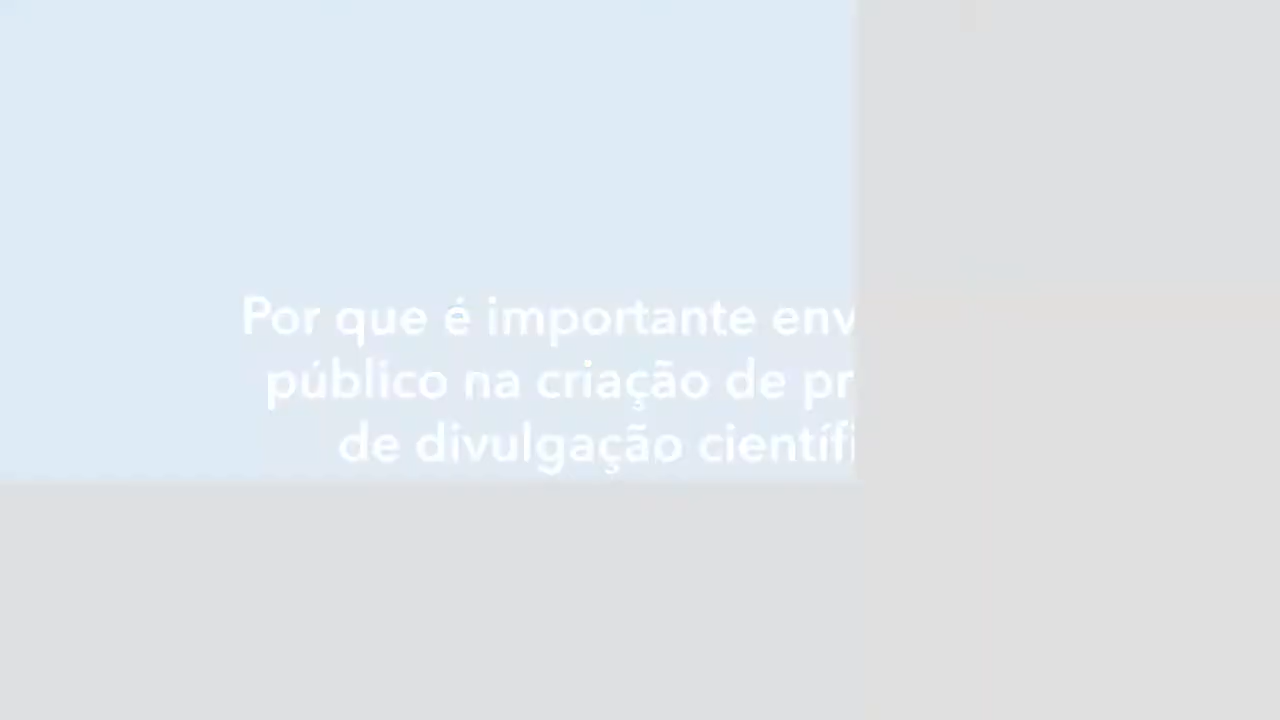 Por que é importante env
público na criação de pr
de divulgação científi